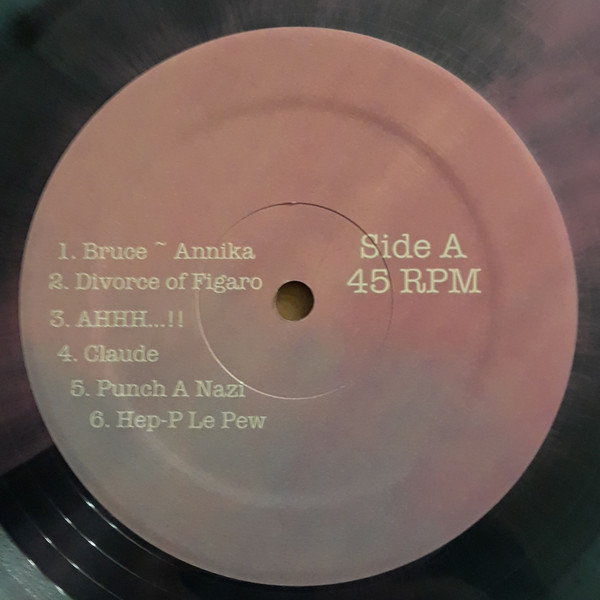 1. Bruce ~ Annika
2. Divorce of Figaro
3. AHHH...!!
4. Claude
5. Punch A Nazi
6. Hep-P Le Pew
Side A
45 RPM